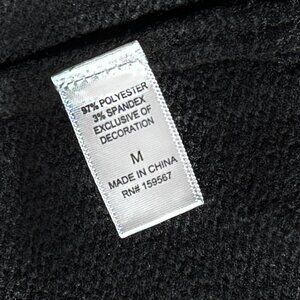 97% POLYESTER
3% SPANDEX
EXCLUSIVE OF
DECORATION
M
MADE IN CHINA
RN# 159567